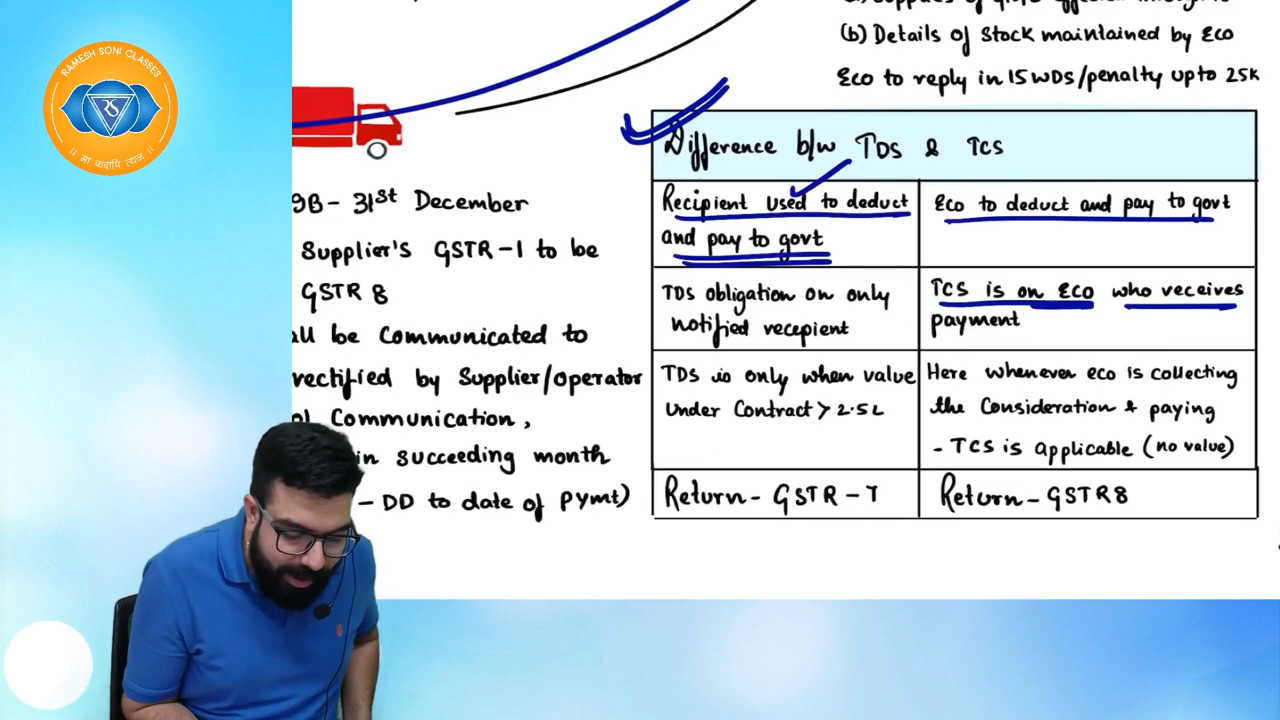 RAMESH SONI CLASSES
॥ मा कदापि त्यज ॥
(b) Details of Stock maintained by Eco
Eco to reply in 15 WDs/penalty upto 25K
3B- 31st December
Supplier's GSTR-1 to be
GSTR 8
all be Communicated to
rectified by Supplier/operator
of Communication,
in succeeding month
- DD to date of Pymt)
Difference b/w TDS & TCS
Recipient used to deduct
and pay to govt
Eco to deduct and pay to govt
TDS obligation on only
notified recepient
TCS is on Eco who receives
payment
TDS is only when value
under Contract > 2.5L
Here whenever eco is collecting
the Consideration & paying
- TCS is applicable (no value)
Return- GSTR-7
Return- GSTR8